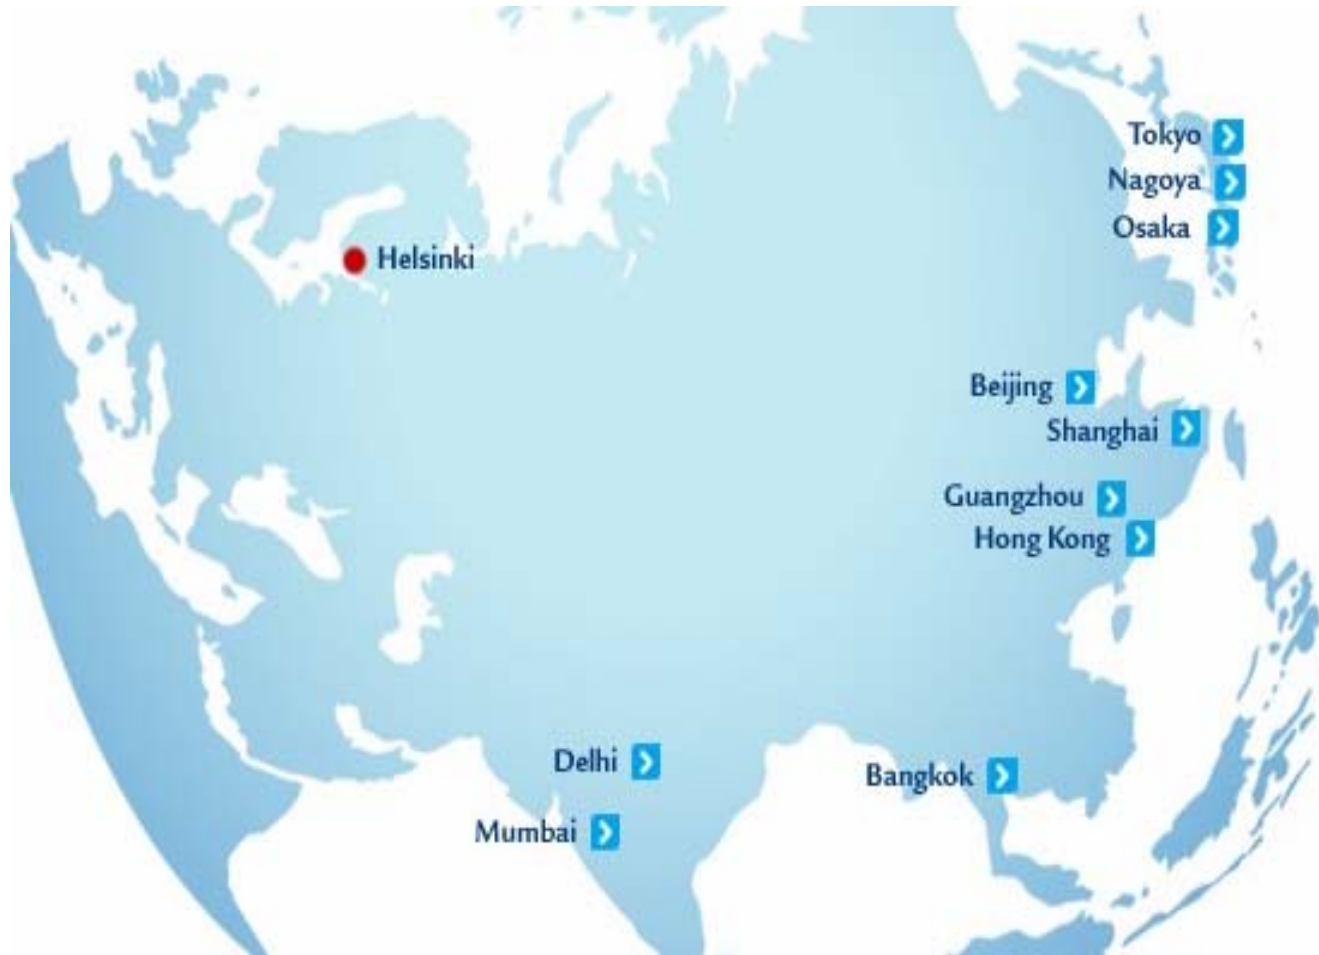 Tokyo
Nagoya
Osaka
Helsinki
Beijing
Shanghai
Guangzhou
Hong Kong
Delhi
Bangkok
Mumbai